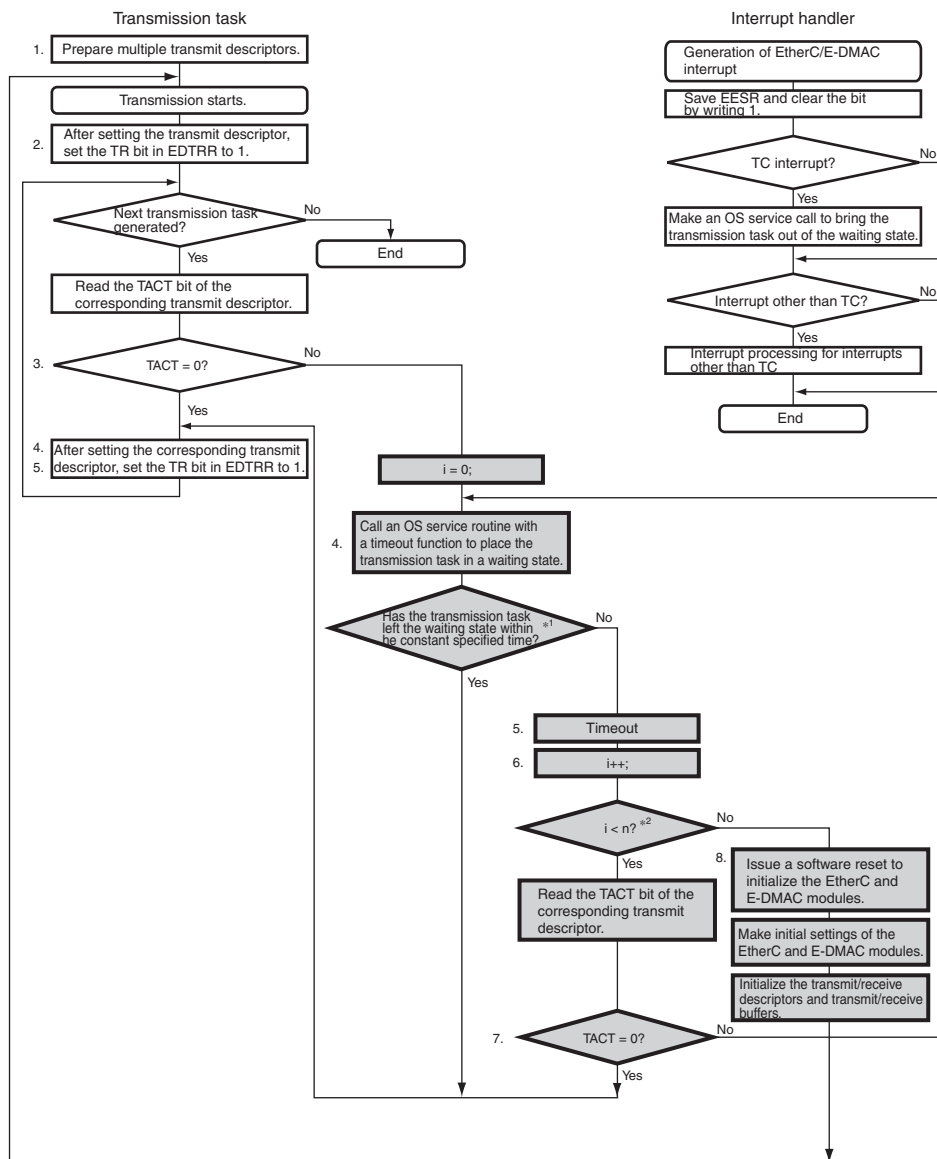 Transmission task
1. Prepare multiple transmit descriptors.
Transmission starts.
2. After setting the transmit descriptor,
set the TR bit in EDTRR to 1.
Next transmission task
generated?
No
End
Yes
Read the TACT bit of the
corresponding transmit descriptor.
3. TACT = 0?
No
Yes
4. After setting the corresponding transmit
5. descriptor, set the TR bit in EDTRR to 1.
Interrupt handler
Generation of EtherC/E-DMAC
interrupt
Save EESR and clear the bit
by writing 1.
TC interrupt?
No
Yes
Make an OS service call to bring the
transmission task out of the waiting state.
Interrupt other than TC?
No
Yes
Interrupt processing for interrupts
other than TC
End
i = 0;
4. Call an OS service routine with
a timeout function to place the
transmission task in a waiting state.
Has the transmission task
left the waiting state within *1
be constant specified time?
No
Yes
5. Timeout
6. i++;
i < n? *2
No
Yes
Read the TACT bit of the
corresponding transmit
descriptor.
7. TACT = 0?
No
Yes
8. Issue a software reset to
initialize the EtherC and
E-DMAC modules.
Make initial settings of the
EtherC and E-DMAC modules.
Initialize the transmit/receive
descriptors and transmit/receive
buffers.